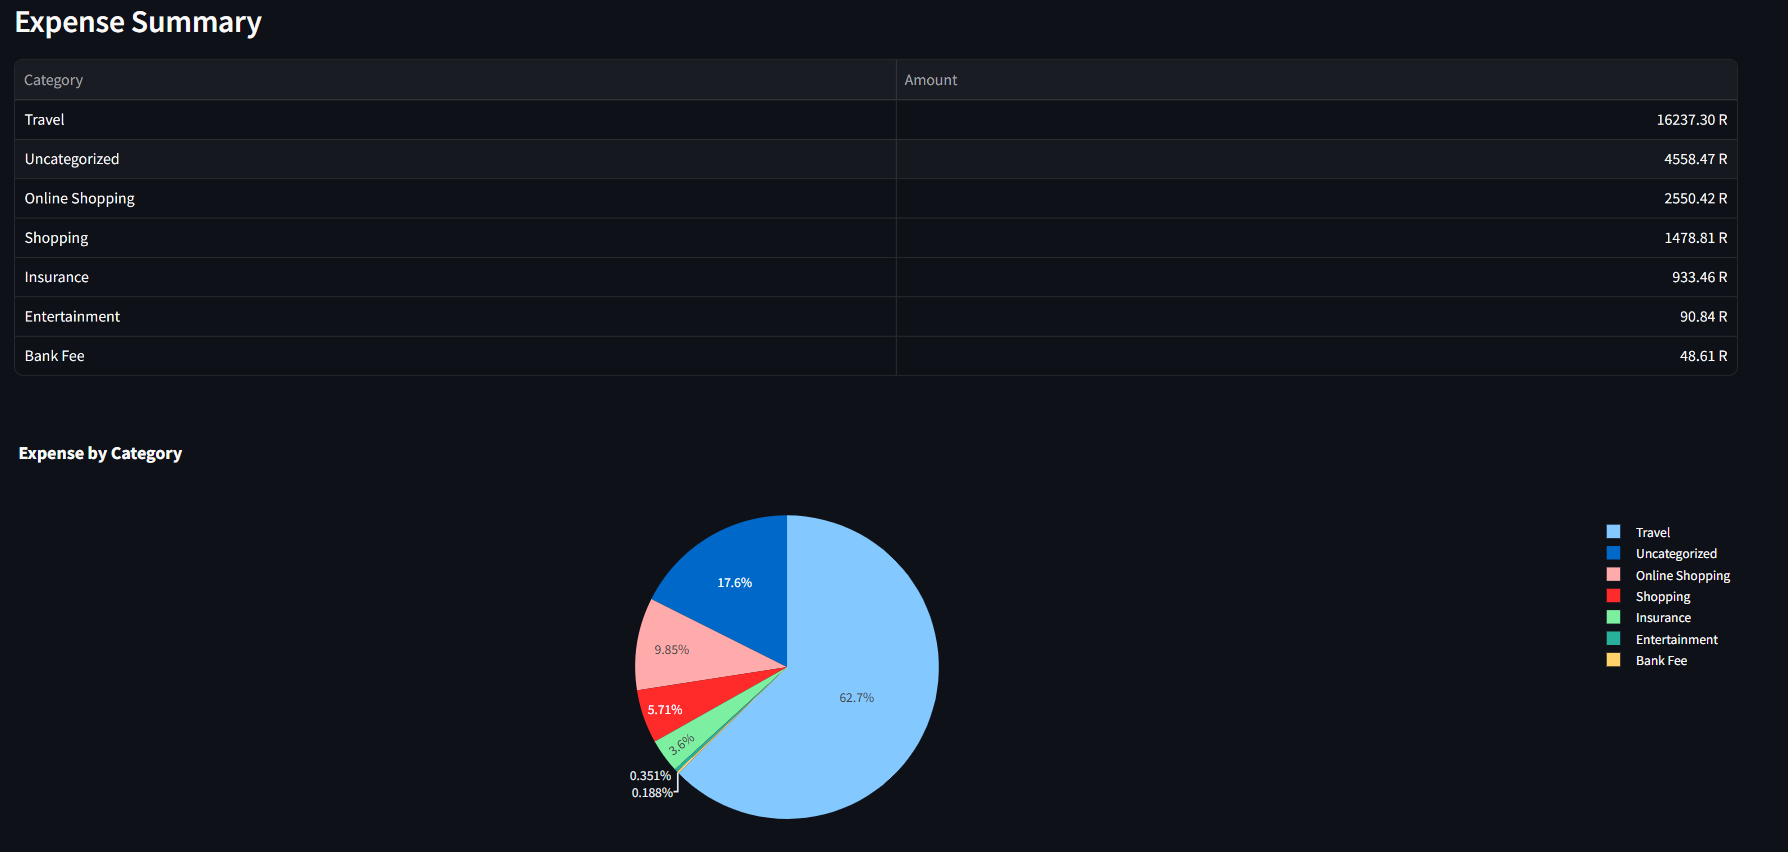 Expense Summary
Category Amount
Travel 16237.30 R
Uncategorized 4558.47 R
Online Shopping 2550.42 R
Shopping 1478.81 R
Insurance 933.46 R
Entertainment 90.84 R
Bank Fee 48.61 R
Expense by Category
17.6%
9.85%
62.7%
5.71%
3.6%
0.351%
0.188%
Travel
Uncategorized
Online Shopping
Shopping
Insurance
Entertainment
Bank Fee